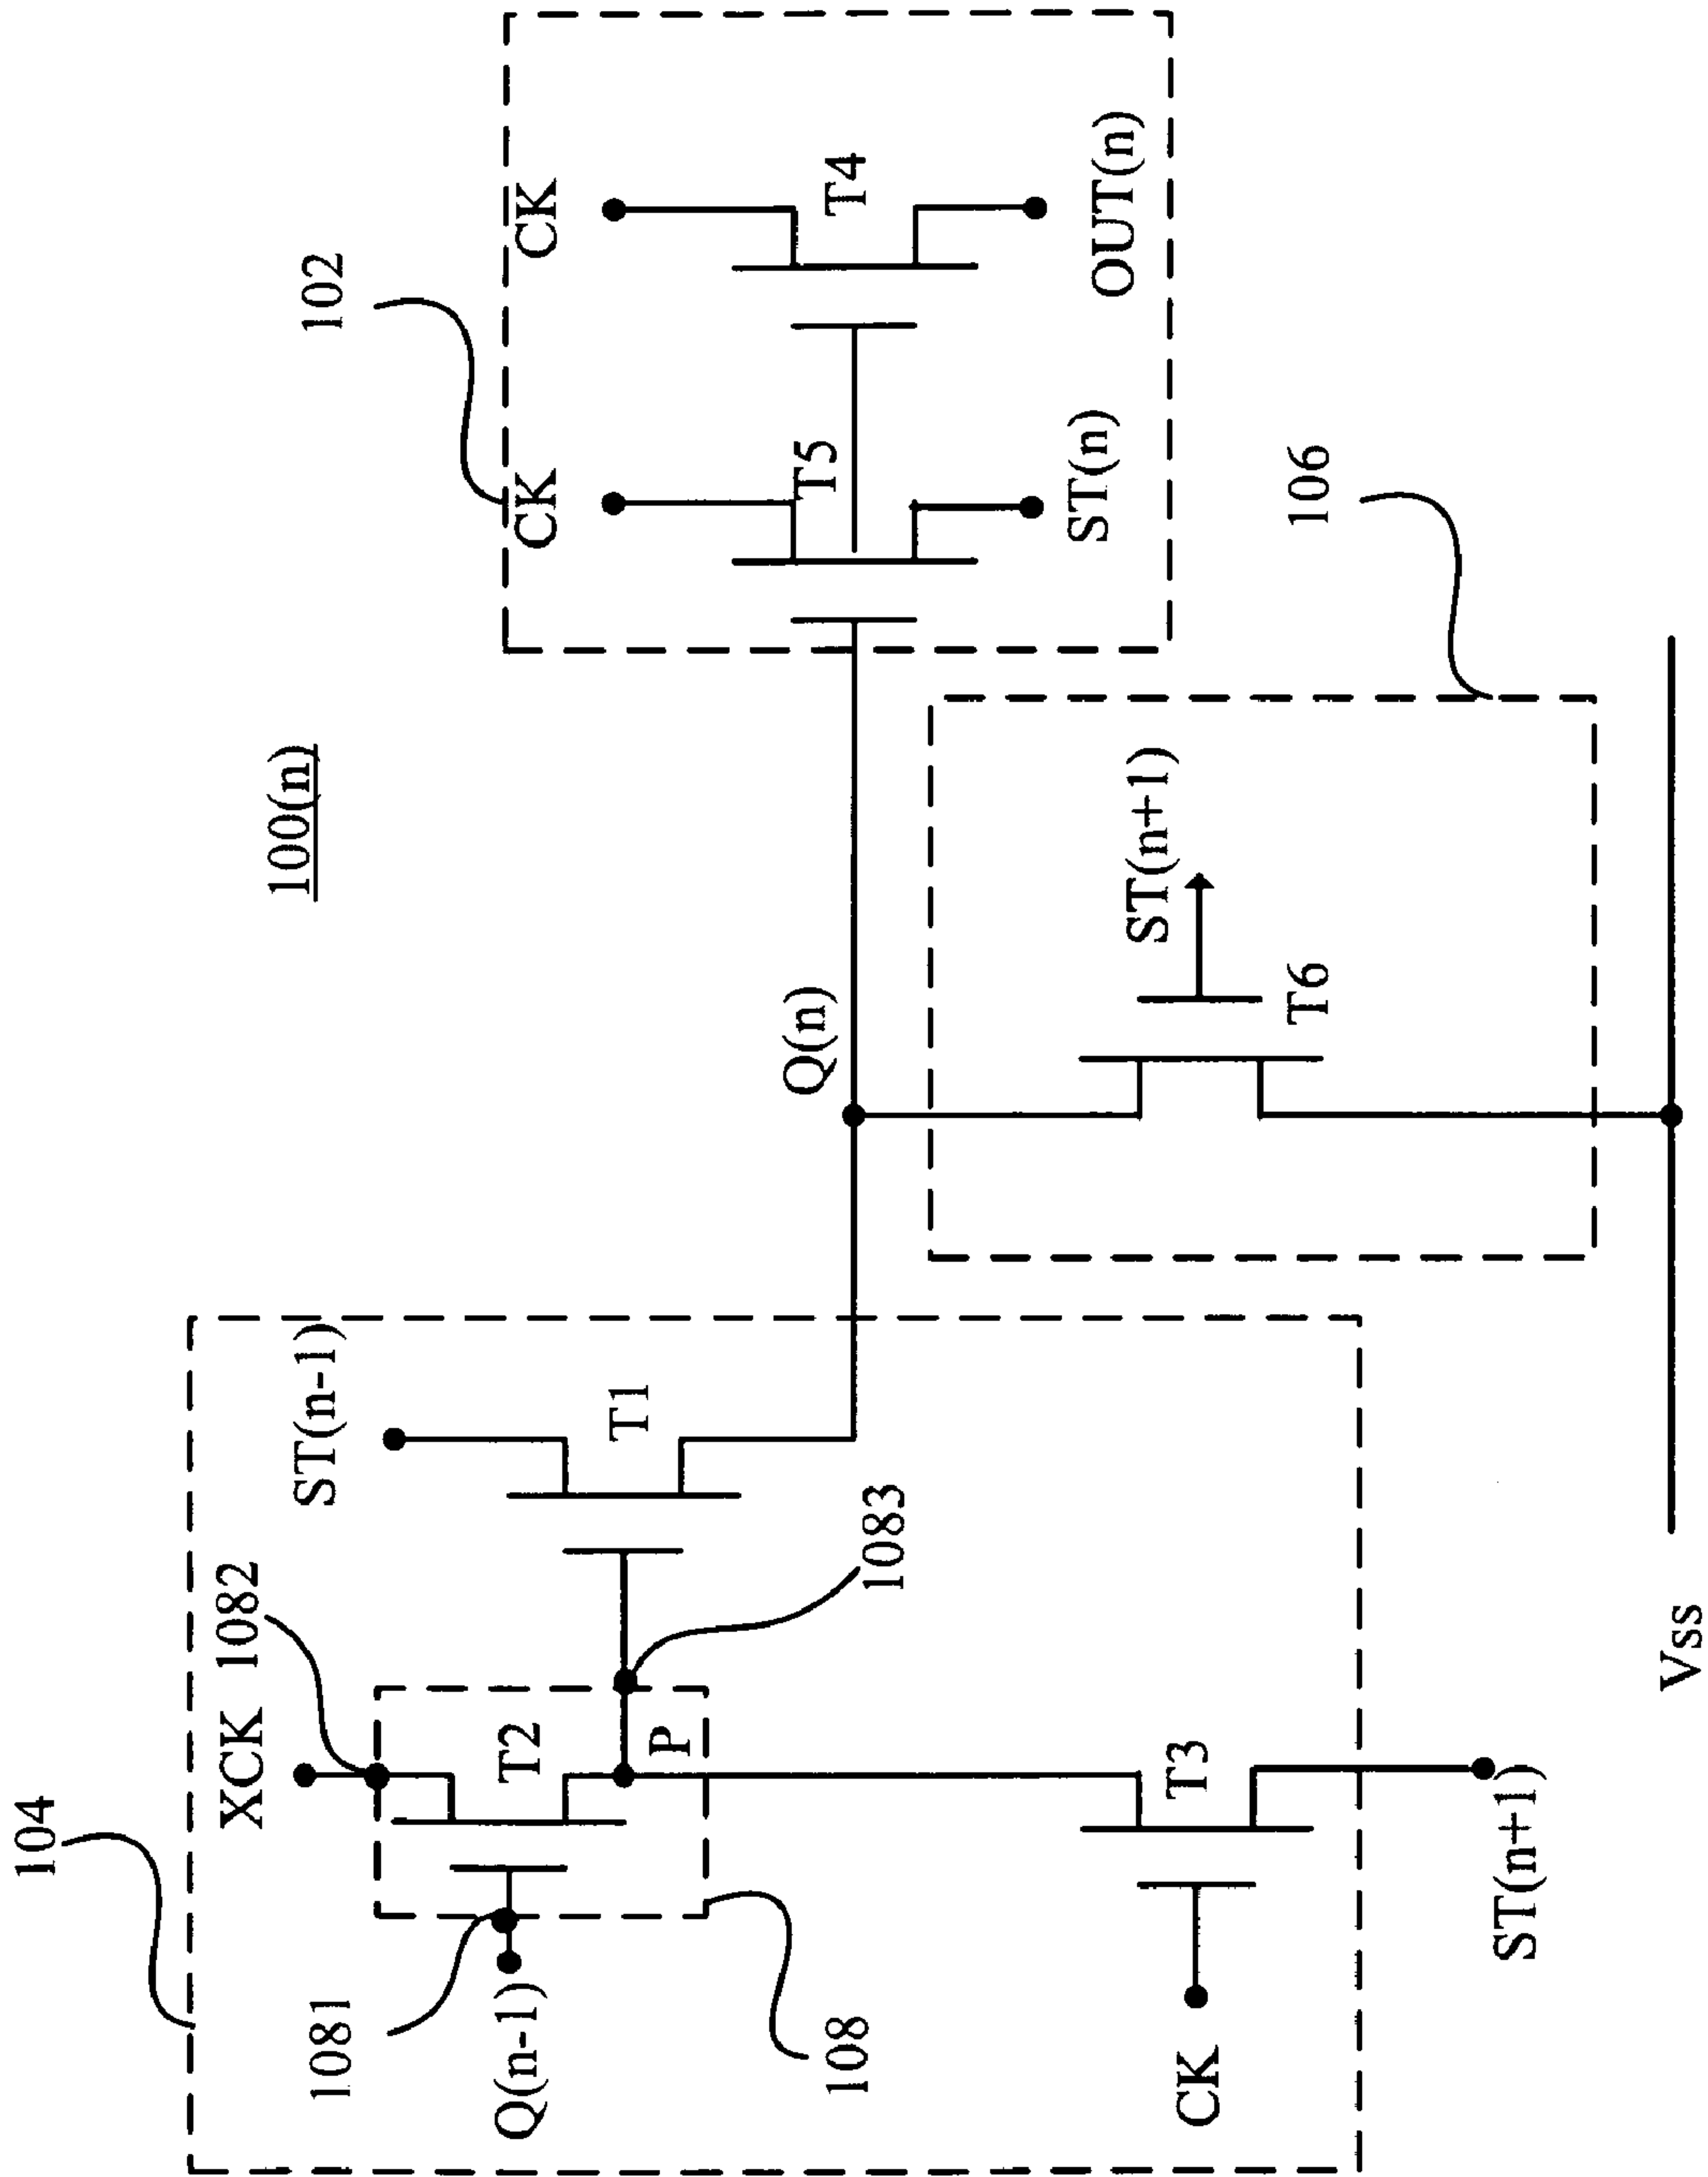 100(n)
104
XCK
1082
ST(n-1)
102
CK
CK
1081
T2
T1
T5
T4
Q(n-1)
P
Q(n)
108
1083
ST(n)
OUT(n)
ST(n+1)
CK
T3
T6
106
ST(n+1)
Vss